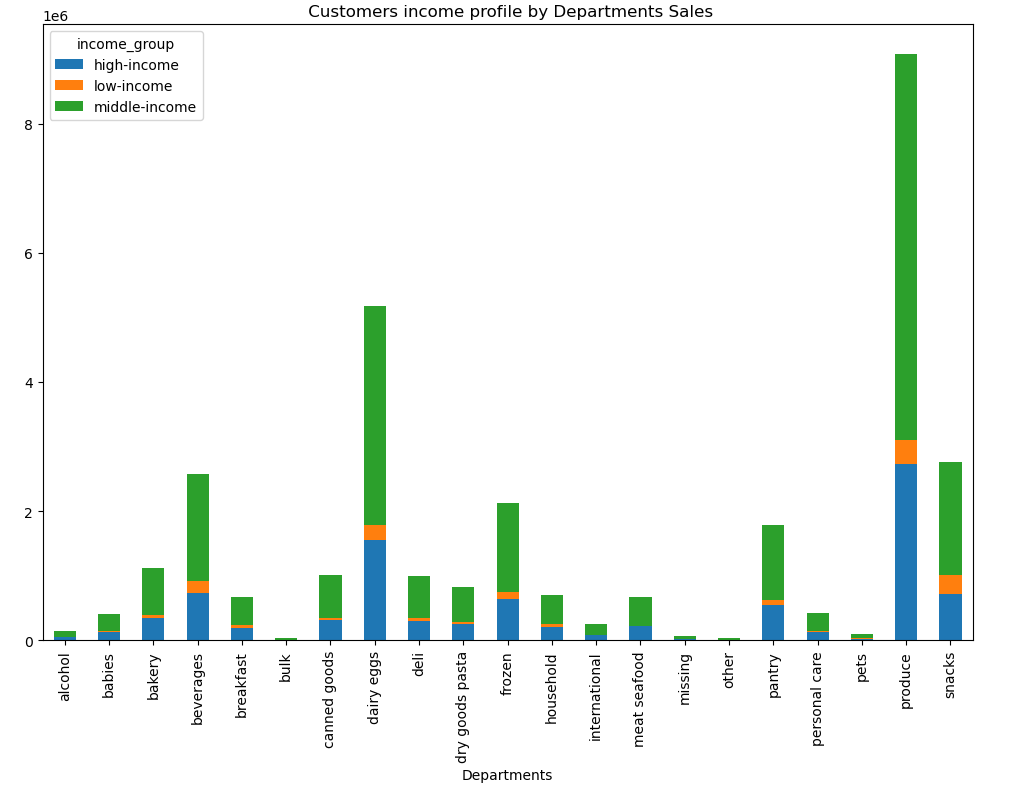 Customers income profile by Departments Sales
1e6
income_group
high-income
low-income
middle-income
8
6
4
2
0
alcohol
babies
bakery
beverages
breakfast
bulk
canned goods
dairy eggs
deli
dry goods pasta
frozen
household
international
meat seafood
missing
other
pantry
personal care
pets
produce
snacks
Departments